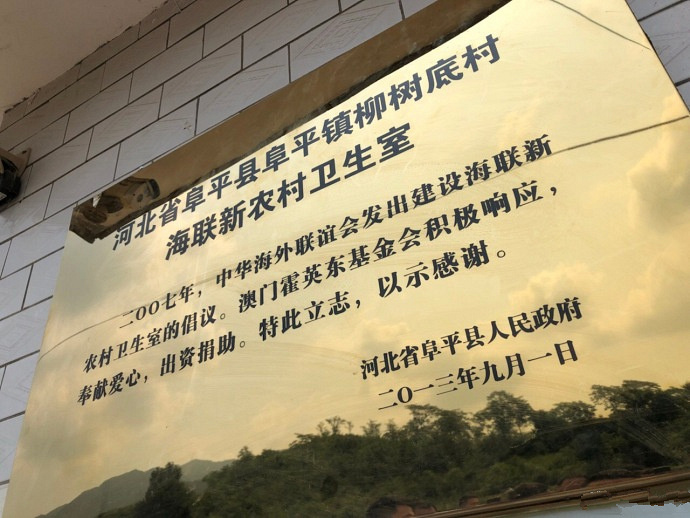 河北省阜平县阜平镇柳树底村
海联新农村卫生室
二〇〇七年，中华海外联谊会发出建设海联新
农村卫生室的倡议。澳门霍英东基金会积极响应，
奉献爱心，出资捐助。特此立志，以示感谢。
河北省阜平县人民政府
二〇一三年九月一日